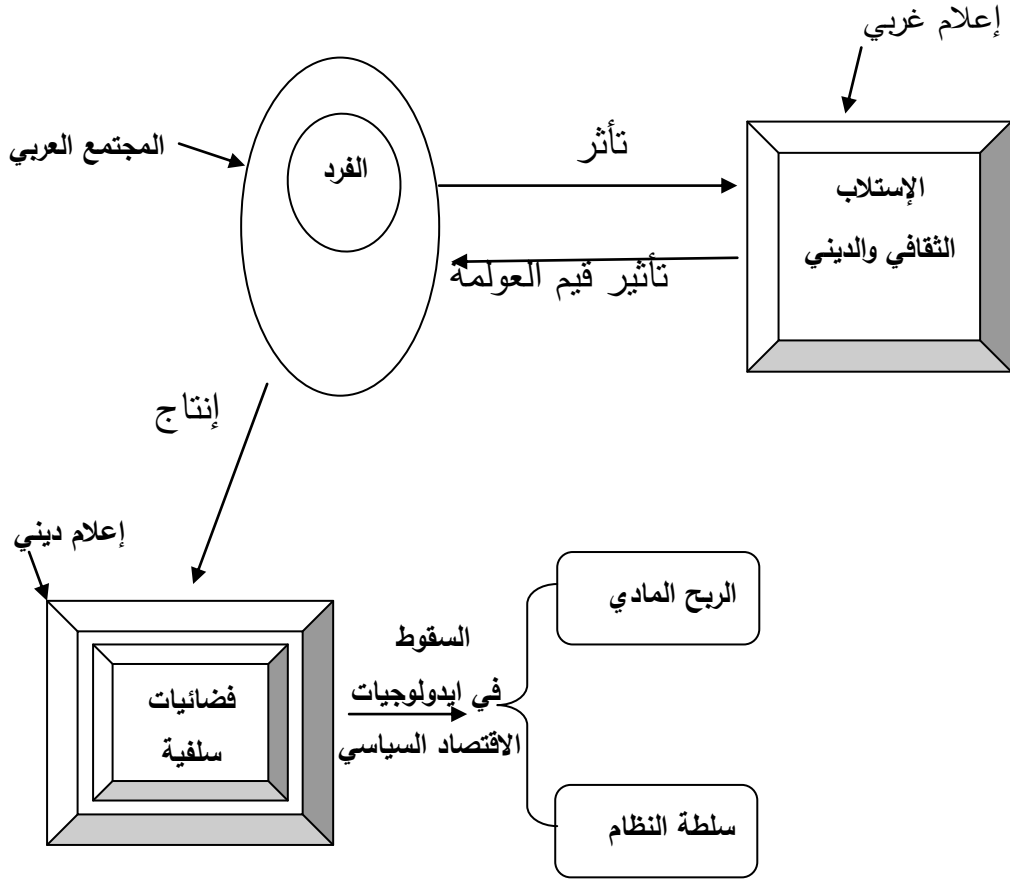 إعلام غربي
المجتمع العربي
الفرد
تأثر
الإستلاب
الثقافي والديني
تأثير قيم العولمة
إنتاج
إعلام ديني
فضائيات
سلفية
السقوط
في ايدولوجيات
الاقتصاد السياسي
الربح المادي
سلطة النظام